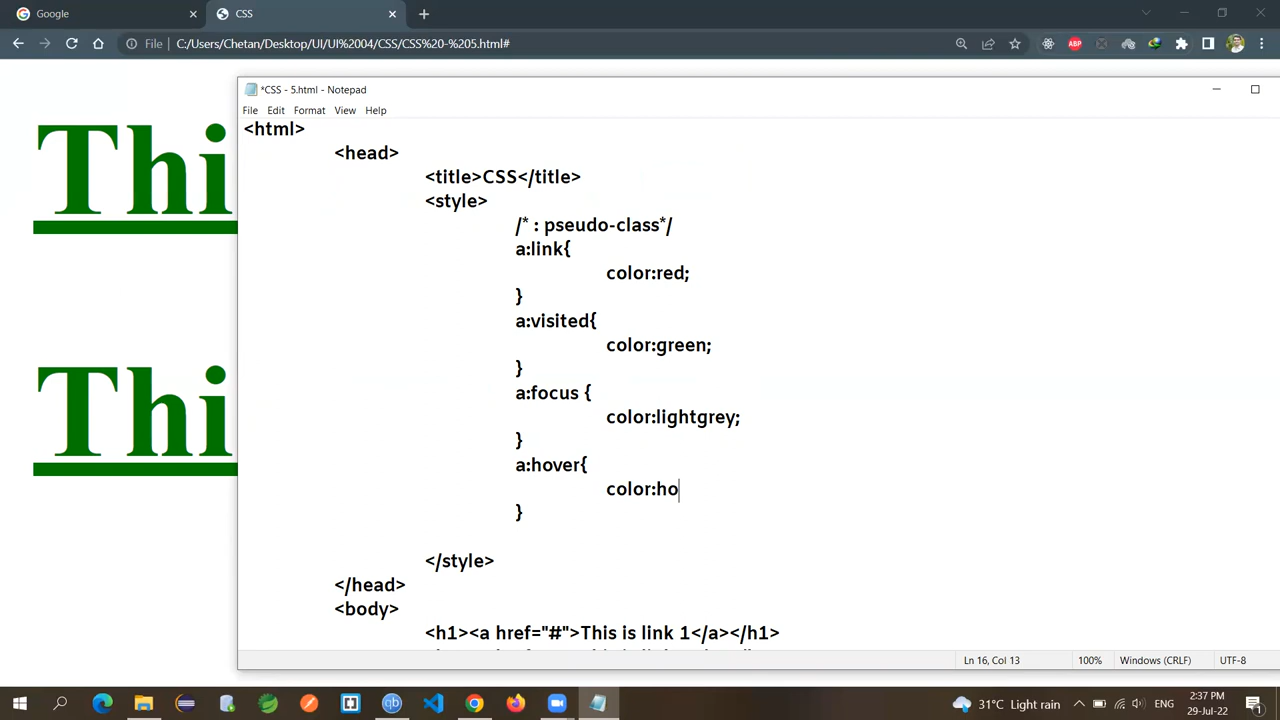 Google
CSS
File
C:/Users/Chetan/Desktop/UI/UI%2004/CSS/CSS%20-%205.html#
ABP
Thi
Thi
*CSS - 5.html - Notepad
File Edit Format View Help
<html>
<head>
<title>CSS</title>
<style>
/* : pseudo-class*/
a:link{
color:red;
}
a:visited{
color:green;
}
a:focus {
color:lightgrey;
}
a:hover{
color:ho
}
</style>
</head>
<body>
<h1><a href="#">This is link 1</a></h1>
Ln 16, Col 13
100%
Windows (CRLF)
UTF-8
qb
31°C Light rain
2:37 PM
29-Jul-22
1